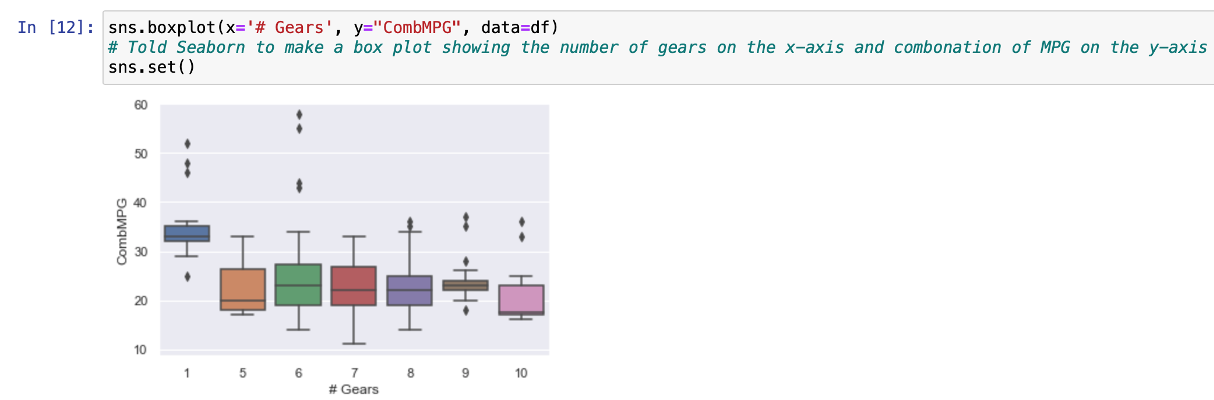 In [12]: sns.boxplot(x='# Gears', y="CombMPG", data=df)
# Told Seaborn to make a box plot showing the number of gears on the x-axis and combonation of MPG on the y-axis
sns.set()
60
50
40
30
20
10
CombMPG
1 5 6 7 8 9 10
# Gears